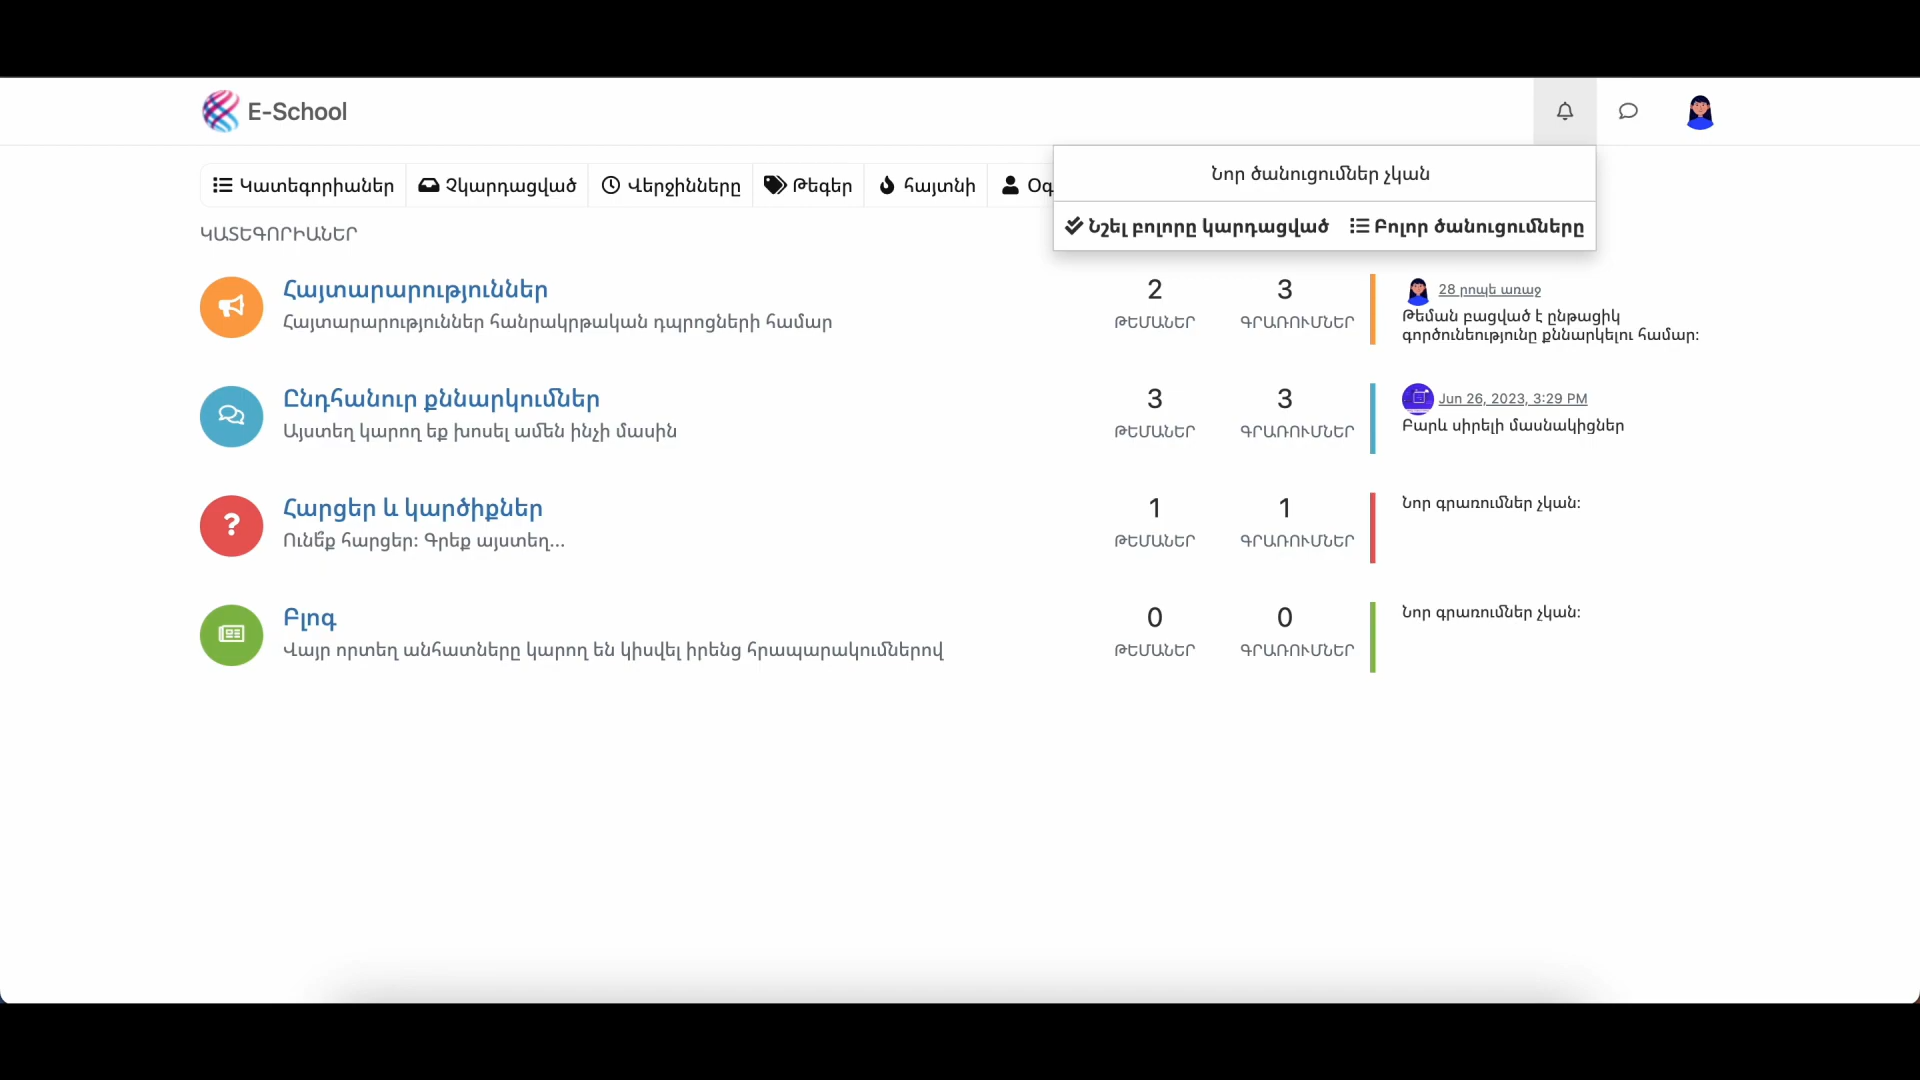 E-School
Կատեգորիաներ Չկարդացված Վերջինները Թեգեր հայտնի Օգ
Նոր ծանուցումներ չկան
Նշել բոլորը կարդացված Բոլոր ծանուցումները
ԿԱՏԵԳՈՐԻԱՆԵՐ
Հայտարարություններ
Հայտարարություններ հանրակրթական դպրոցների համար
2
ԹԵՄԱՆԵՐ
3
ԳՐԱՌՈՒՄՆԵՐ
28 րոպե առաջ
Թեման բացված է ընթացիկ
գործունեությունը քննարկելու համար:
Ընդհանուր քննարկումներ
Այստեղ կարող եք խոսել ամեն ինչի մասին
3
ԹԵՄԱՆԵՐ
3
ԳՐԱՌՈՒՄՆԵՐ
Jun 26, 2023, 3:29 PM
Բարև սիրելի մասնակիցներ
Հարցեր և կարծիքներ
Ունե՞ք հարցեր: Գրեք այստեղ...
1
ԹԵՄԱՆԵՐ
1
ԳՐԱՌՈՒՄՆԵՐ
Նոր գրառումներ չկան:
Բլոգ
Վայր որտեղ անհատները կարող են կիսվել իրենց հրապարակումներով
0
ԹԵՄԱՆԵՐ
0
ԳՐԱՌՈՒՄՆԵՐ
Նոր գրառումներ չկան: